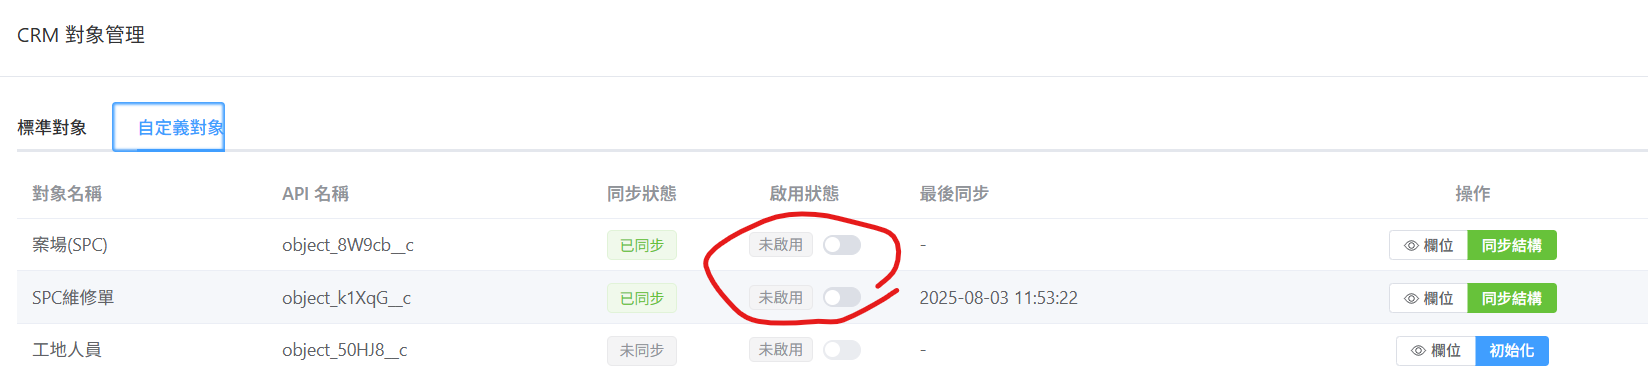 CRM 對象管理
標準對象 自定義對象
對象名稱 API 名稱 同步狀態 啟用狀態 最後同步 操作
案場(SPC) object_8W9cb__c 已同步 未啟用 - 欄位 同步結構
SPC維修單 object_k1XqG__c 已同步 未啟用 2025-08-03 11:53:22 欄位 同步結構
工地人員 object_50HJ8__c 未同步 未啟用 - 欄位 初始化